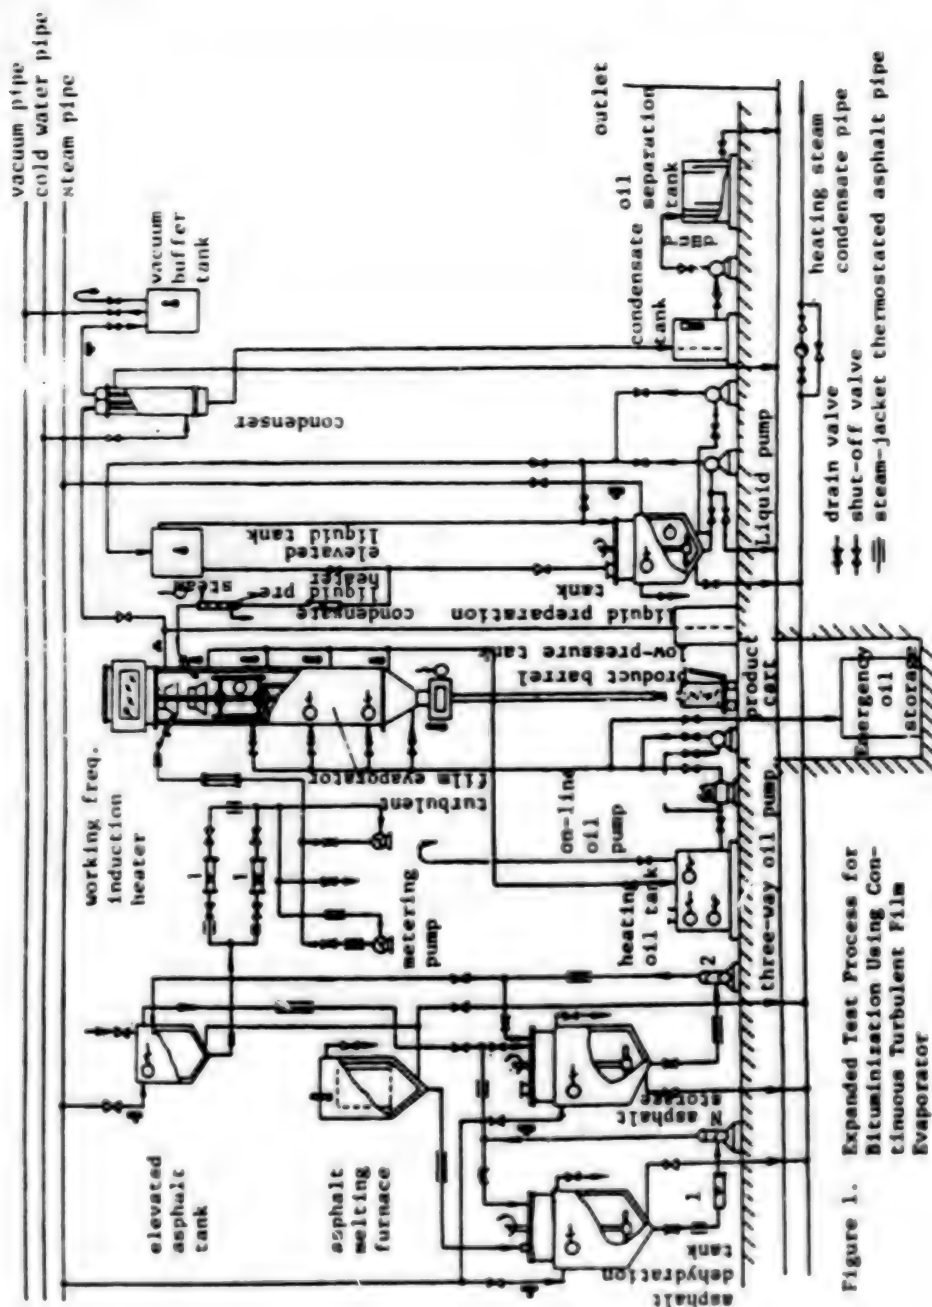 vacuum pipe
cold water pipe
steam pipe
vacuum
buffer
tank
condenser
working freq.
induction
heater
elevated
liquid tank
steam
liquid pre
heater
condensate
liquid preparation
tank
low-pressure tank
product barrel
turbulent
film evaporator
condensate
tank
pump
oil
separation
tank
outlet
elevated
asphalt
tank
asphalt
melting
furnace
metering
pump
heating
oil tank
on-line
oil
pump
three-way oil pump
product
cart
Liquid pump
Emergency
oil
storage
N asphalt
storage
asphalt
dehydration
tank
1
1
1
2
drain valve
shut-off valve
steam-jacket thermostated asphalt pipe
heating steam
condensate pipe
Figure 1. Expanded Test Process for
Bituminization Using Con-
tinuous Turbulent Film
Evaporator